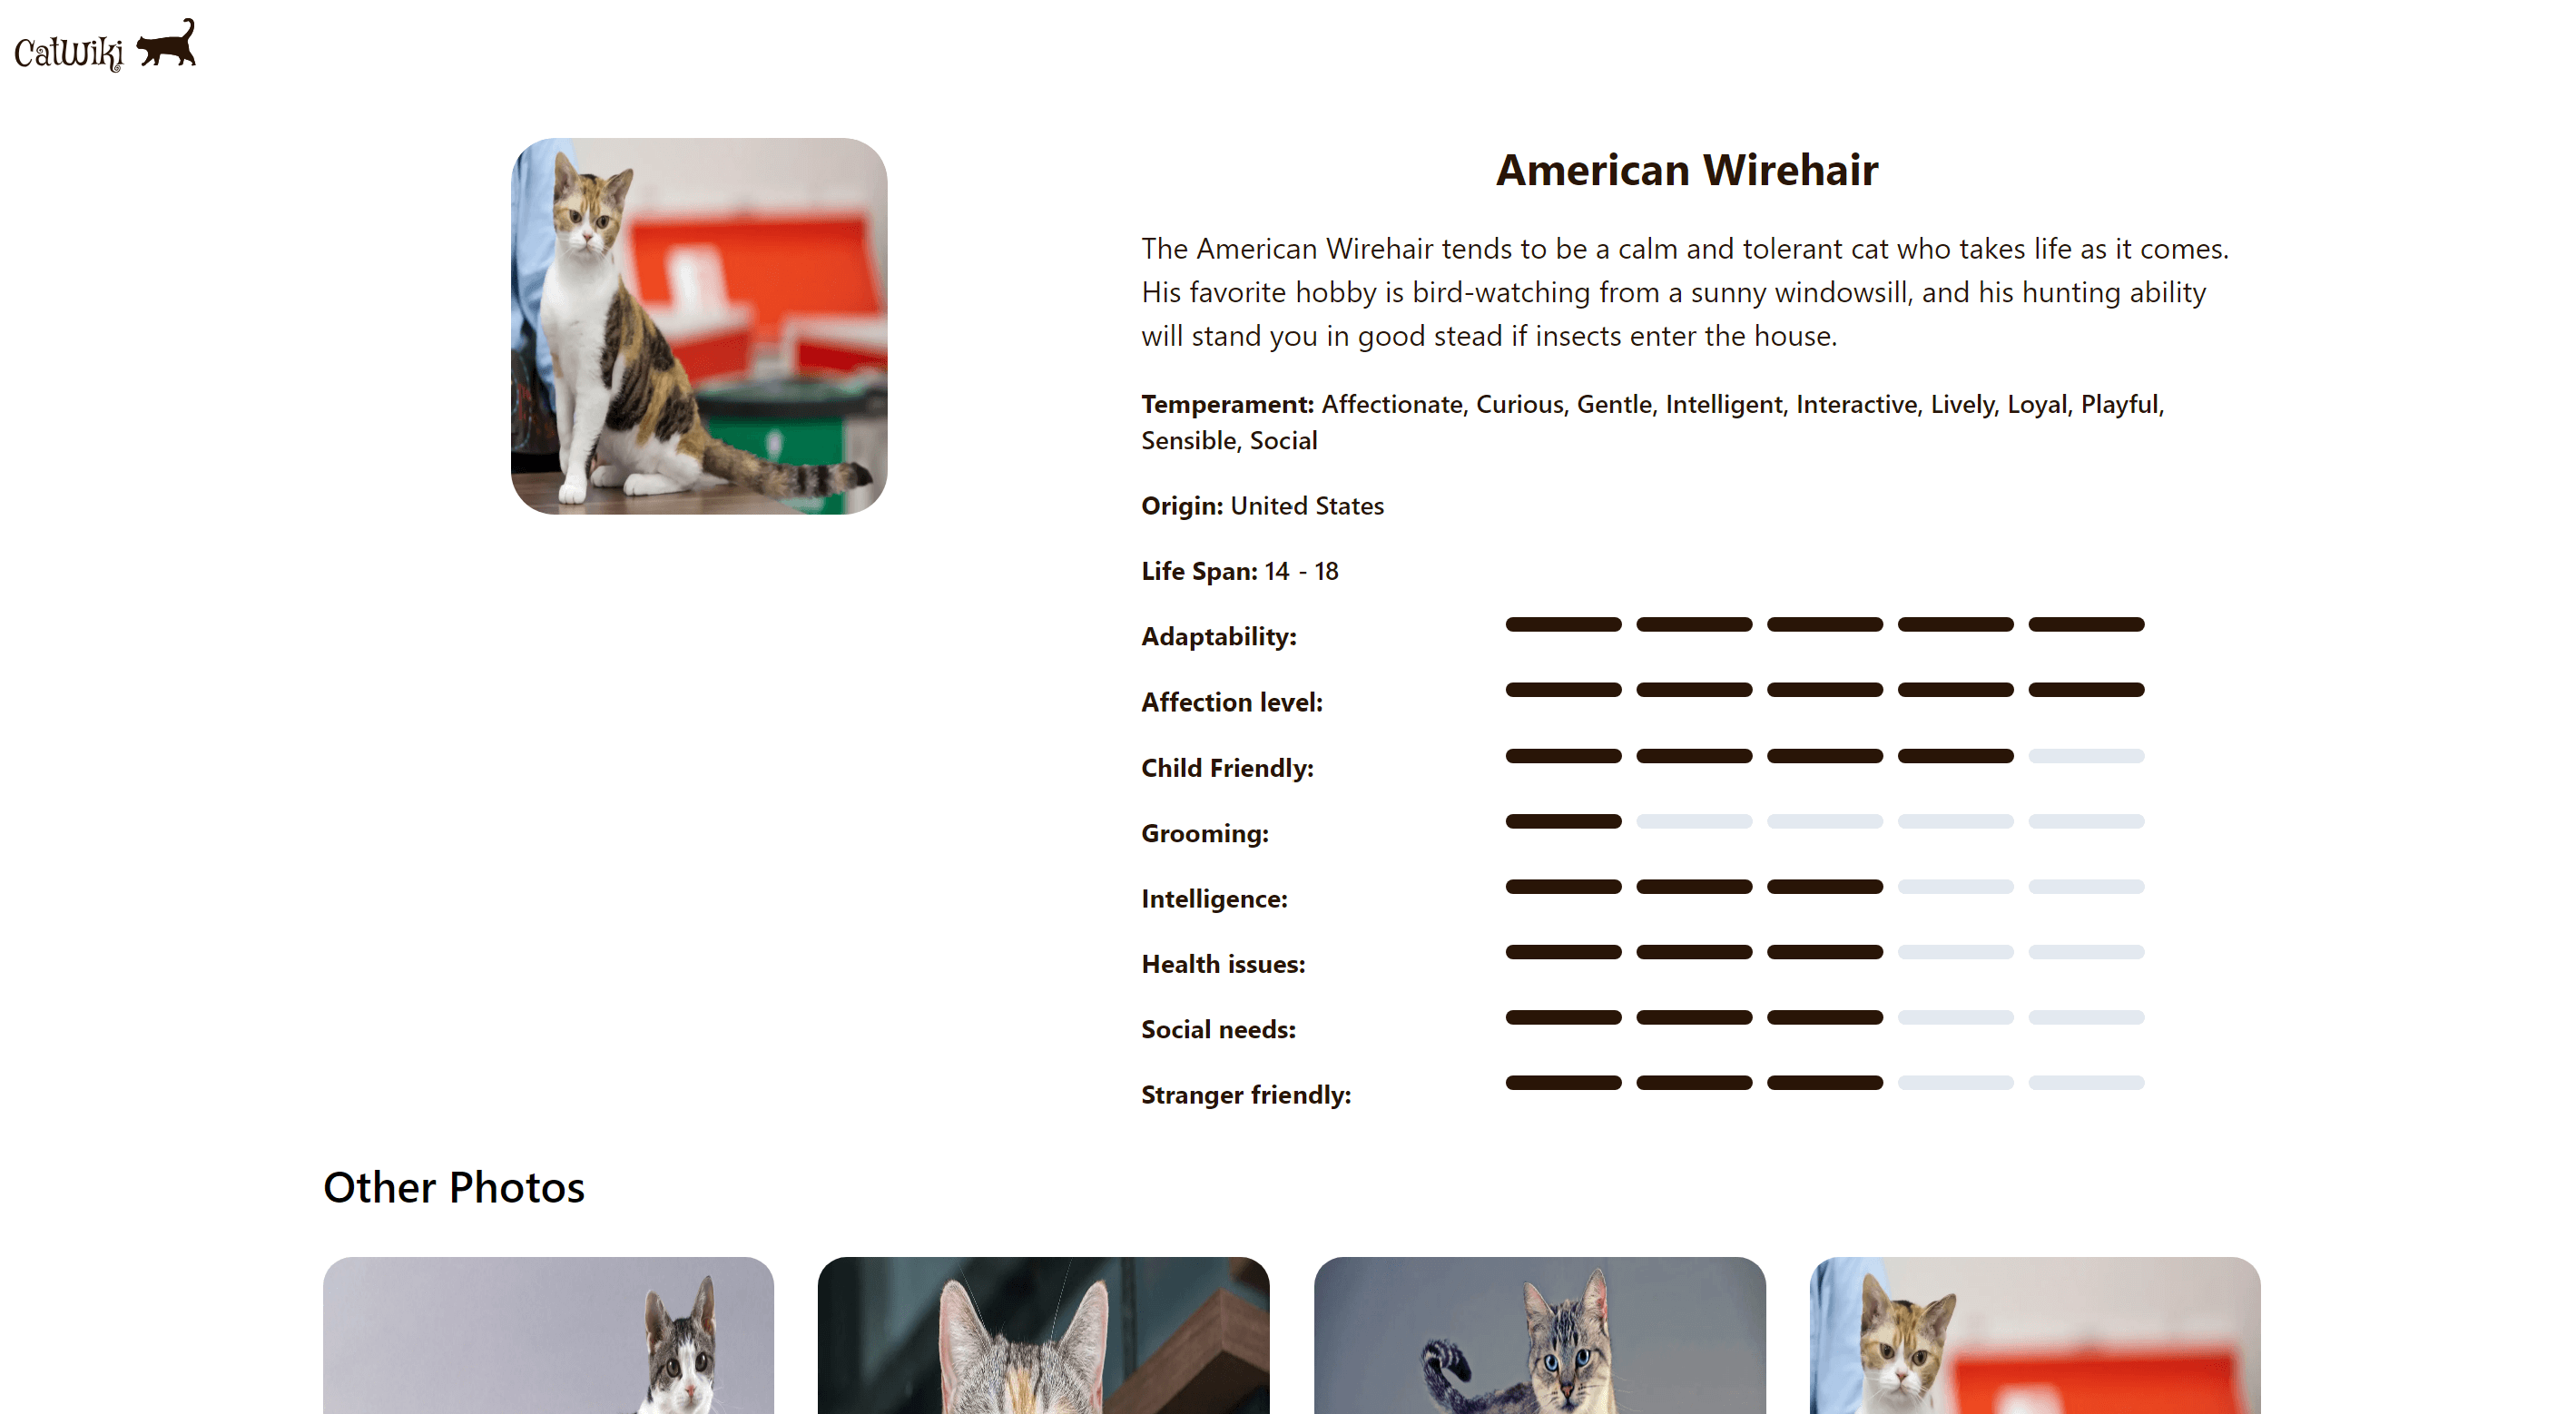 CatWiki
American Wirehair
The American Wirehair tends to be a calm and tolerant cat who takes life as it comes.
His favorite hobby is bird-watching from a sunny windowsill, and his hunting ability
will stand you in good stead if insects enter the house.
Temperament: Affectionate, Curious, Gentle, Intelligent, Interactive, Lively, Loyal, Playful,
Sensible, Social
Origin: United States
Life Span: 14 - 18
Adaptability:
Affection level:
Child Friendly:
Grooming:
Intelligence:
Health issues:
Social needs:
Stranger friendly:
Other Photos